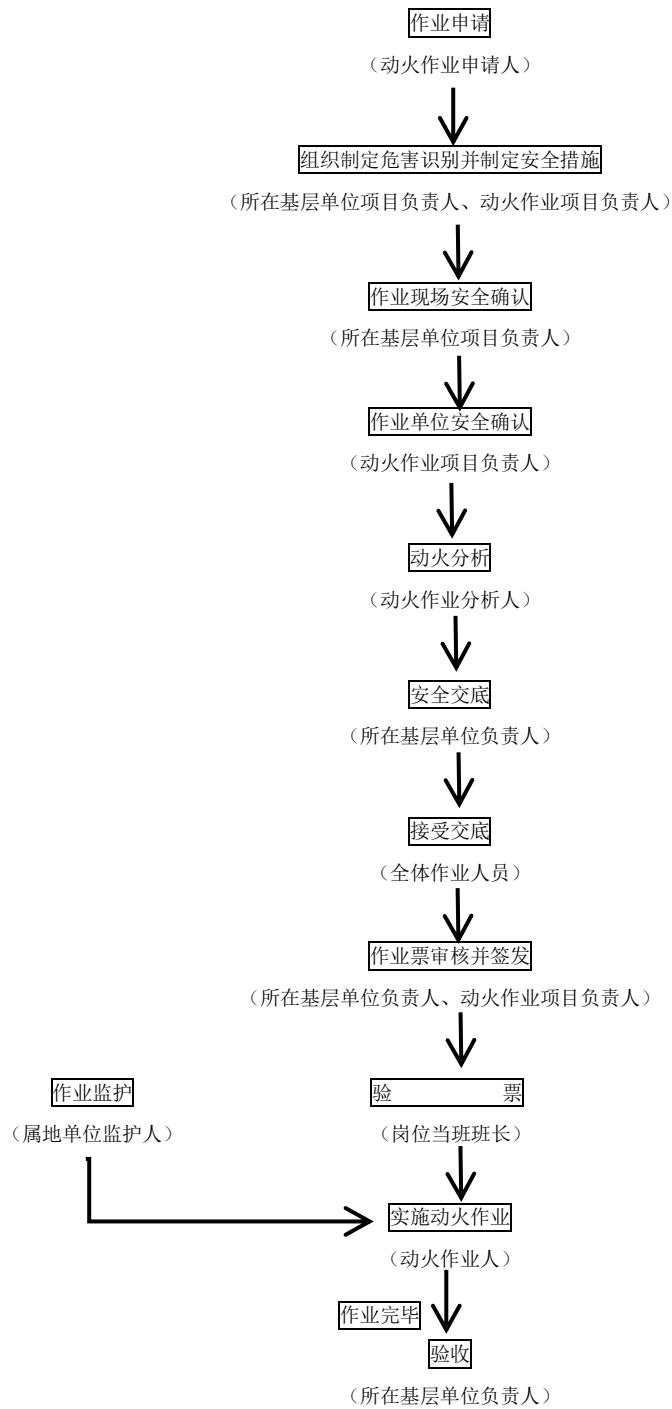 作业申请
（动火作业申请人）
组织制定危害识别并制定安全措施
（所在基层单位项目负责人、动火作业项目负责人）
作业现场安全确认
（所在基层单位项目负责人）
作业单位安全确认
（动火作业项目负责人）
动火分析
（动火作业分析人）
安全交底
（所在基层单位负责人）
接受交底
（全体作业人员）
作业票审核并签发
（所在基层单位负责人、动火作业项目负责人）
作业监护
（属地单位监护人）
验 票
（岗位当班班长）
实施动火作业
（动火作业人）
作业完毕
验收
（所在基层单位负责人）